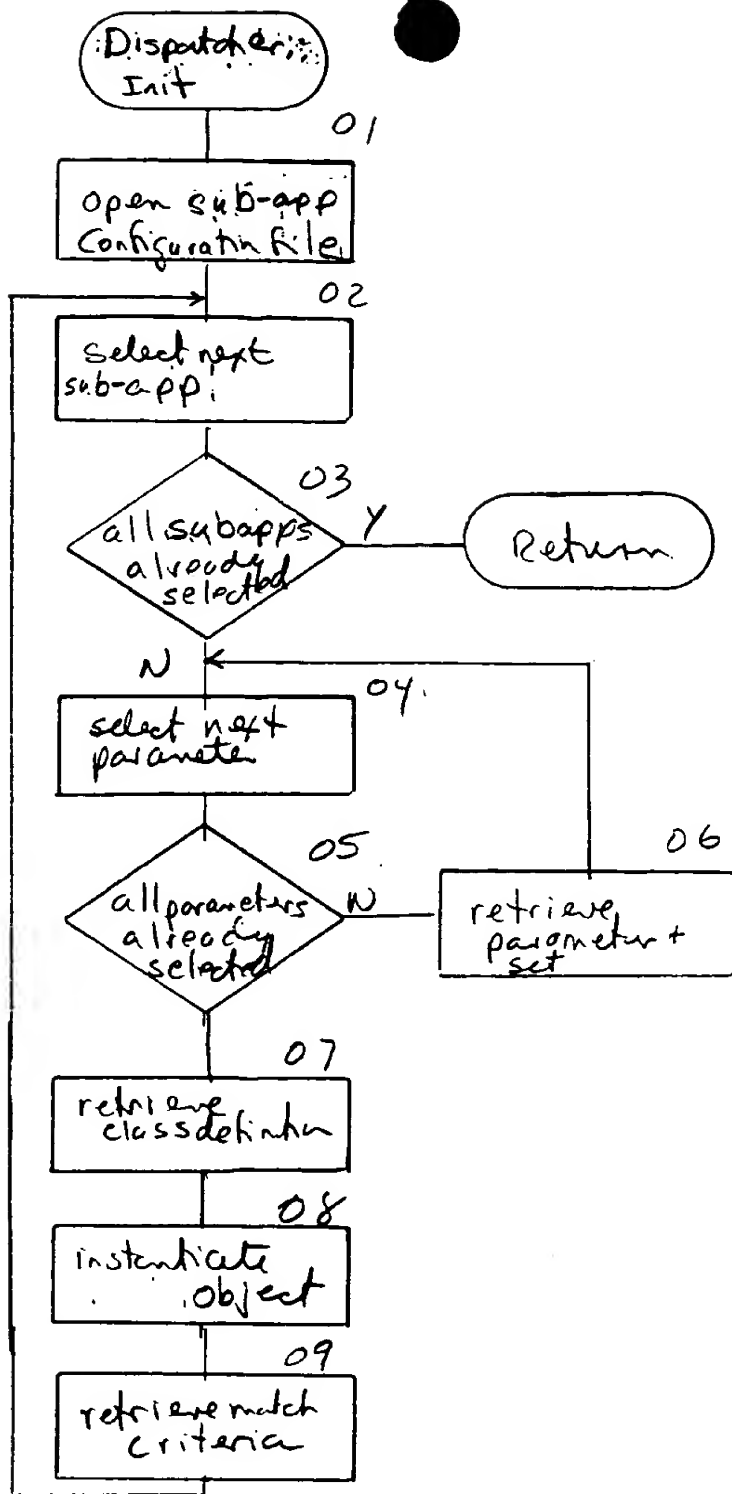 Dispatcher
Init
01
open sub-app
Configuratin file
02
select next
sub-app
03
all subapps
already
selected
Y
Return
N
04
select next
parameter
05
all parameters
already
selected
N
06
retrieve
parameter +
set
07
retrieve
class definition
08
instantiate
object
09
retrieve match
criteria